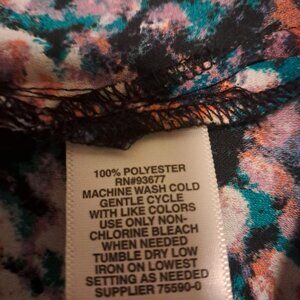 100% POLYESTER
RN#93677
MACHINE WASH COLD
GENTLE CYCLE
WITH LIKE COLORS
USE ONLY NON-
CHLORINE BLEACH
WHEN NEEDED
TUMBLE DRY LOW
IRON ON LOWEST
SETTING AS NEEDED
SUPPLIER 75590-0